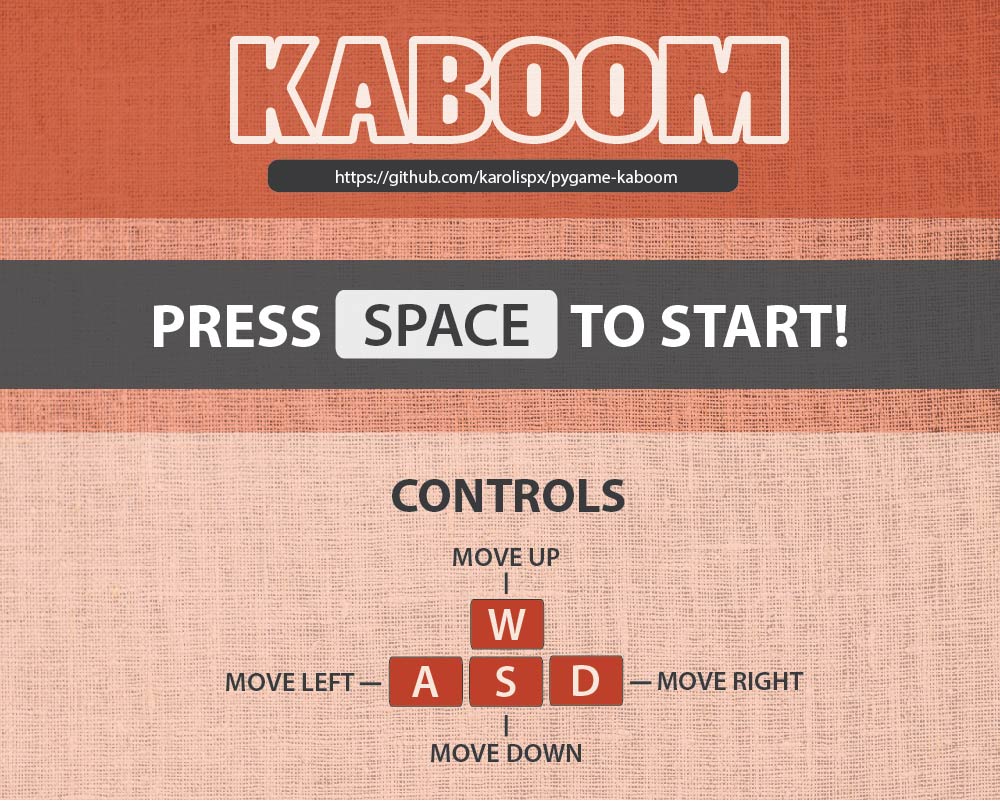 KABOOM
https://github.com/karolispx/pygame-kaboom
PRESS SPACE TO START!
CONTROLS
MOVE UP
W
MOVE LEFT A S D MOVE RIGHT
MOVE DOWN